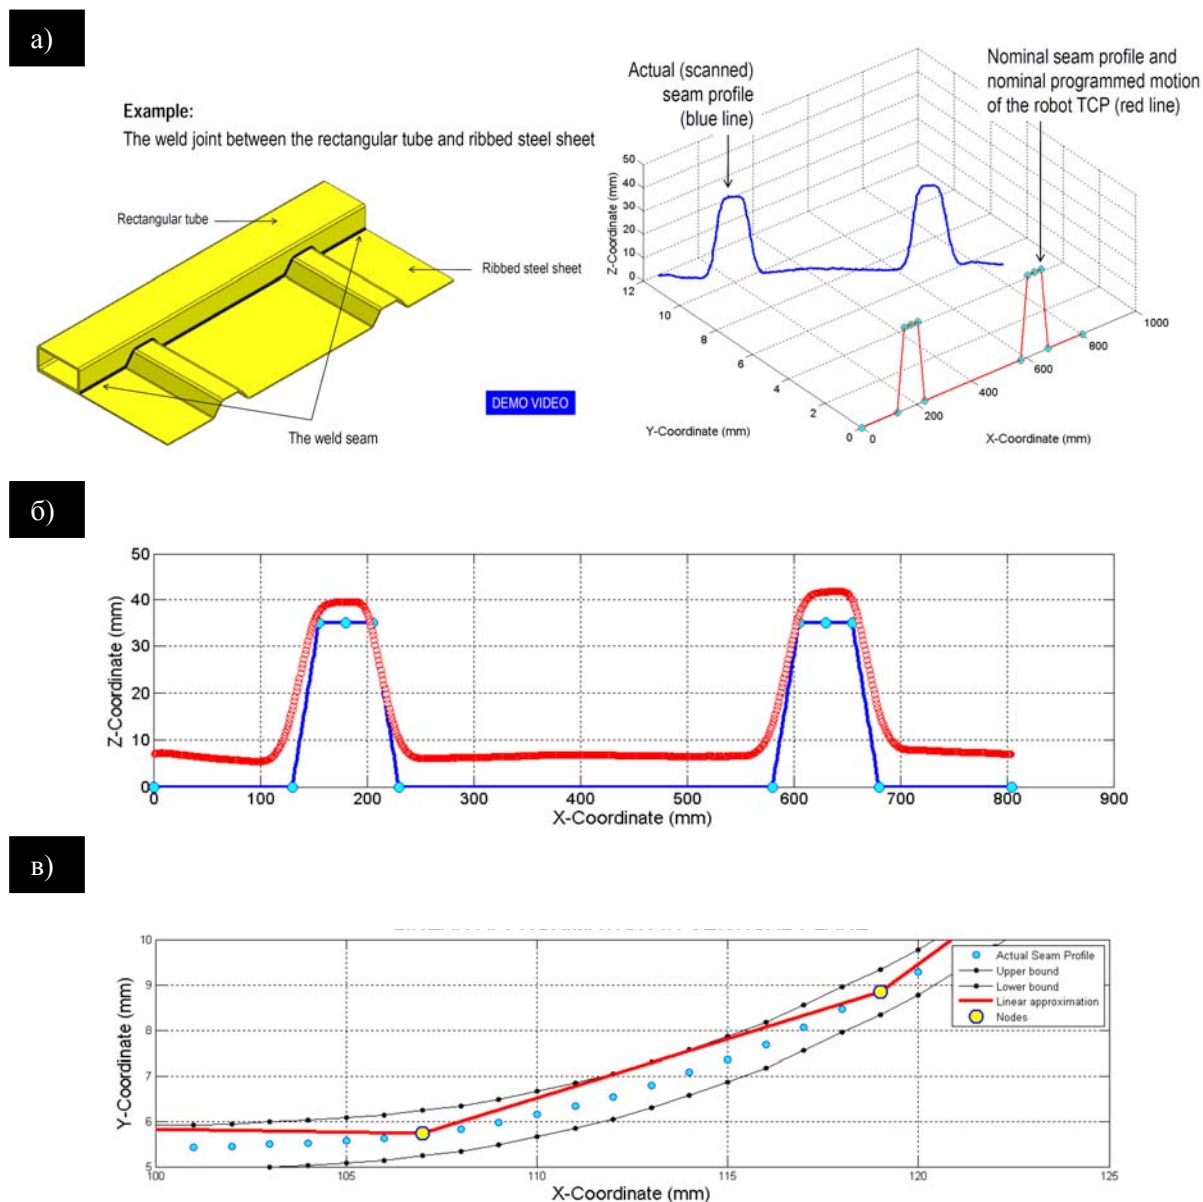 а)
Example:
The weld joint between the rectangular tube and ribbed steel sheet
Rectangular tube
Ribbed steel sheet
The weld seam
DEMO VIDEO
Actual (scanned)
seam profile
(blue line)
Nominal seam profile and
nominal programmed motion
of the robot TCP (red line)
Z-Coordinate (mm)
50
40
30
20
10
0
12
10
8
6
4
2
0
0
200
400
600
800
1000
Y-Coordinate (mm)
X-Coordinate (mm)
б)
Z-Coordinate (mm)
50
40
30
20
10
0
0 100 200 300 400 500 600 700 800 900
X-Coordinate (mm)
в)
Y-Coordinate (mm)
10
9
8
7
6
5
Actual Seam Profile
Upper bound
Lower bound
Linear approximation
Nodes
100 105 110 115 120 125
X-Coordinate (mm)